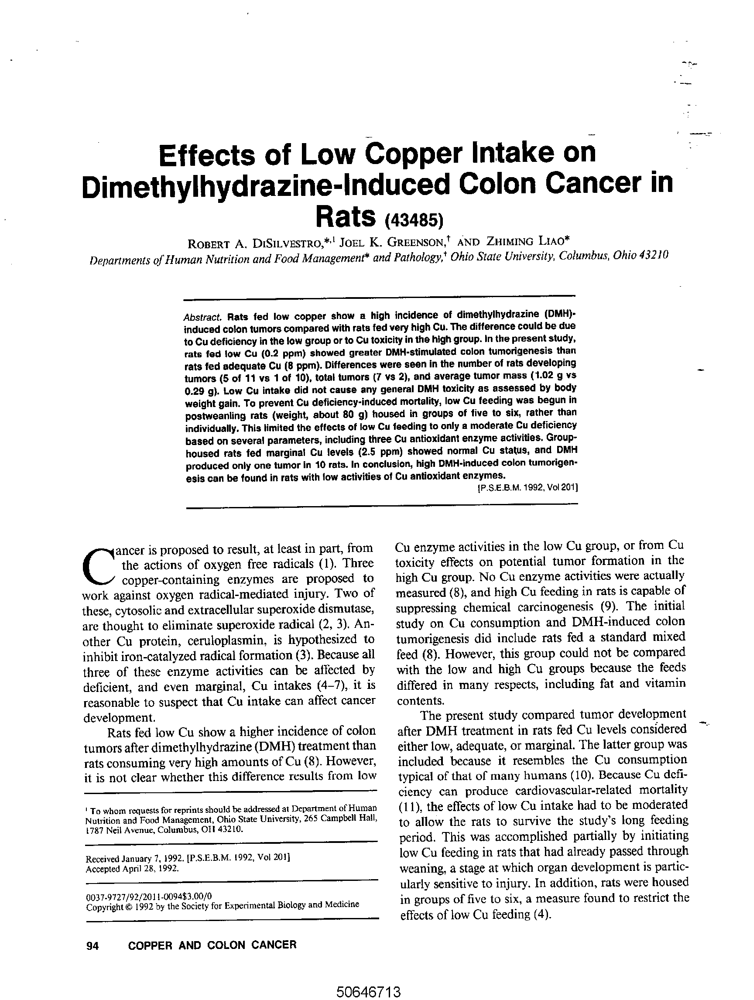 Effects of Low Copper Intake on
Dimethylhydrazine-Induced Colon Cancer in
Rats (43485)
ROBERT A. DISILVESTRO,*,¹ JOEL K. GREENSON,† AND ZHIMING LIAO*
Departments of Human Nutrition and Food Management* and Pathology,† Ohio State University, Columbus, Ohio 43210
Abstract. Rats fed low copper show a high incidence of dimethylhydrazine (DMH)-
induced colon tumors compared with rats fed very high Cu. The difference could be due
to Cu deficiency in the low group or to Cu toxicity in the high group. In the present study,
rats fed low Cu (0.2 ppm) showed greater DMH-stimulated colon tumorigenesis than
rats fed adequate Cu (8 ppm). Differences were seen in the number of rats developing
tumors (5 of 11 vs 1 of 10), total tumors (7 vs 2), and average tumor mass (1.02 g vs
0.29 g). Low Cu intake did not cause any general DMH toxicity as assessed by body
weight gain. To prevent Cu deficiency-induced mortality, low Cu feeding was begun in
postweanling rats (weight, about 80 g) housed in groups of five to six, rather than
individually. This limited the effects of low Cu feeding to only a moderate Cu deficiency
based on several parameters, including three Cu antioxidant enzyme activities. Group-
housed rats fed marginal Cu levels (2.5 ppm) showed normal Cu status, and DMH
produced only one tumor in 10 rats. In conclusion, high DMH-induced colon tumorigen-
esis can be found in rats with low activities of Cu antioxidant enzymes.
[P.S.E.B.M. 1992, Vol 201]
Cancer is proposed to result, at least in part, from
the actions of oxygen free radicals (1). Three
copper-containing enzymes are proposed to
work against oxygen radical-mediated injury. Two of
these, cytosolic and extracellular superoxide dismutase,
are thought to eliminate superoxide radical (2, 3). An-
other Cu protein, ceruloplasmin, is hypothesized to
inhibit iron-catalyzed radical formation (3). Because all
three of these enzyme activities can be affected by
deficient, and even marginal, Cu intakes (4–7), it is
reasonable to suspect that Cu intake can affect cancer
development.
Rats fed low Cu show a higher incidence of colon
tumors after dimethylhydrazine (DMH) treatment than
rats consuming very high amounts of Cu (8). However,
it is not clear whether this difference results from low
¹ To whom requests for reprints should be addressed at Department of Human
Nutrition and Food Management, Ohio State University, 265 Campbell Hall,
1787 Neil Avenue, Columbus, OH 43210.
Received January 7, 1992. [P.S.E.B.M. 1992, Vol 201]
Accepted April 28, 1992.
0037-9727/92/2011-0094$3.00/0
Copyright © 1992 by the Society for Experimental Biology and Medicine
Cu enzyme activities in the low Cu group, or from Cu
toxicity effects on potential tumor formation in the
high Cu group. No Cu enzyme activities were actually
measured (8), and high Cu feeding in rats is capable of
suppressing chemical carcinogenesis (9). The initial
study on Cu consumption and DMH-induced colon
tumorigenesis did include rats fed a standard mixed
feed (8). However, this group could not be compared
with the low and high Cu groups because the feeds
differed in many respects, including fat and vitamin
contents.
The present study compared tumor development
after DMH treatment in rats fed Cu levels considered
either low, adequate, or marginal. The latter group was
included because it resembles the Cu consumption
typical of that of many humans (10). Because Cu defi-
ciency can produce cardiovascular-related mortality
(11), the effects of low Cu intake had to be moderated
to allow the rats to survive the study's long feeding
period. This was accomplished partially by initiating
low Cu feeding in rats that had already passed through
weaning, a stage at which organ development is partic-
ularly sensitive to injury. In addition, rats were housed
in groups of five to six, a measure found to restrict the
effects of low Cu feeding (4).
94 COPPER AND COLON CANCER
50646713